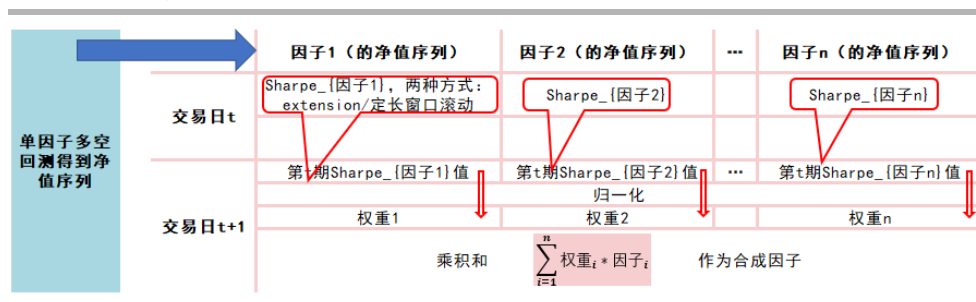 因子1（的净值序列）
因子2（的净值序列）
…
因子n（的净值序列）
单因子多空
回测得到净
值序列
交易日t
Sharpe_{因子1}, 两种方式：
extension/定长窗口滚动
Sharpe_{因子2}
Sharpe_{因子n}
交易日t+1
第t期Sharpe_{因子1}值
第t期Sharpe_{因子2}值
…
第t期Sharpe_{因子n}值
归一化
权重1
权重2
权重n
乘积和
$\sum_{i=1}^{n} 权重_i * 因子_i$
作为合成因子